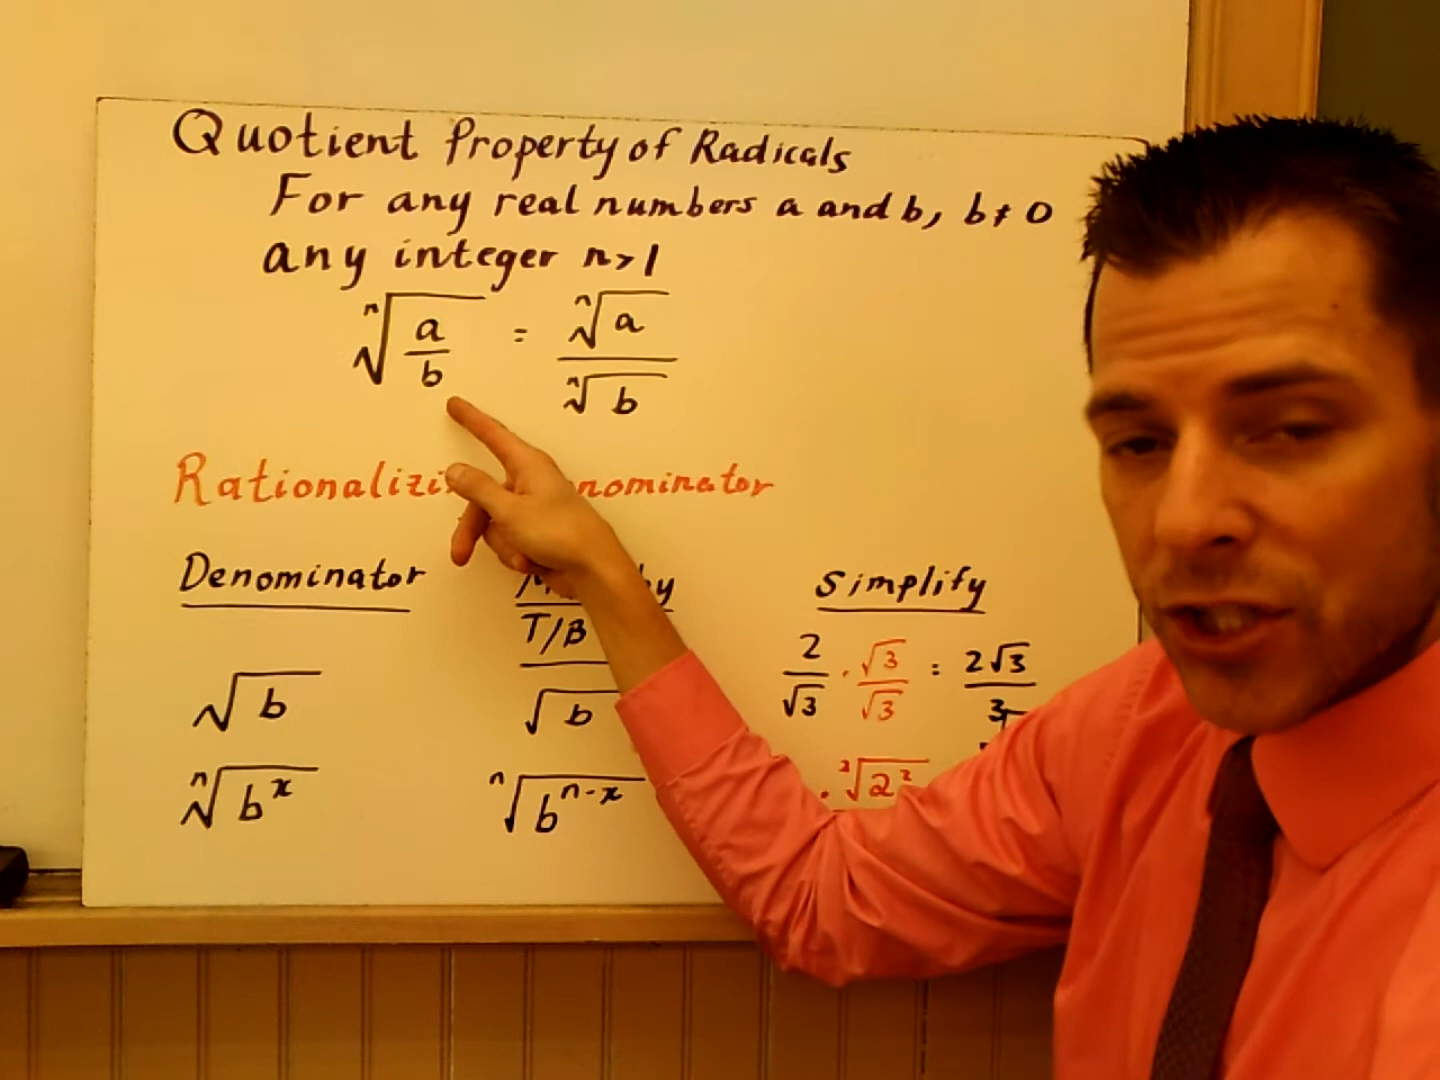 Quotient Property of Radicals
For any real numbers a and b, b ≠ 0
any integer n > 1
ⁿ√(a/b) = ⁿ√a / ⁿ√b
Rationalizi nominator
Denominator
by
Simplify
T/B
√b
√b
2/√3 · √3/√3 = 2√3/3
ⁿ√(bˣ)
ⁿ√(bⁿ⁻ˣ)
· √2²